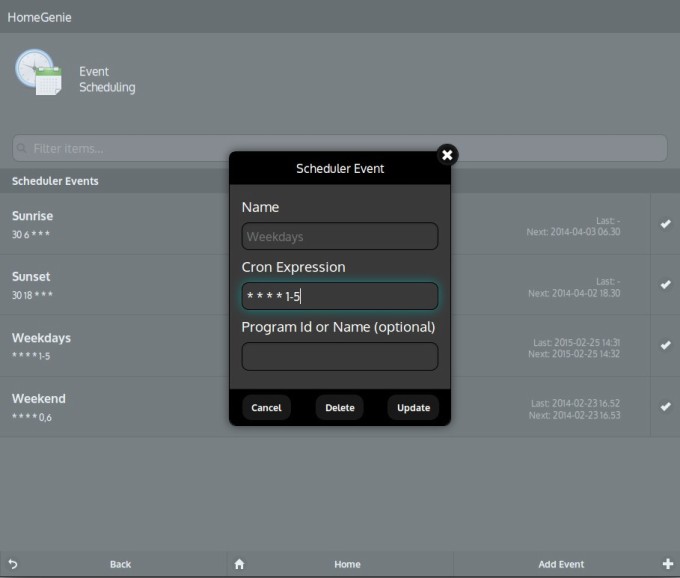 HomeGenie
Event
Scheduling
Filter items...
Scheduler Events
Sunrise
30 6 * * *
Last: -
Next: 2014-04-03 06.30
Sunset
30 18 * * *
Last: -
Next: 2014-04-02 18.30
Weekdays
* * * * 1-5
Last: 2015-02-25 14:31
Next: 2015-02-25 14:32
Weekend
* * * * 0,6
Last: 2014-02-23 16.52
Next: 2014-02-23 16.53
Scheduler Event
Name
Weekdays
Cron Expression
* * * * 1-5
Program Id or Name (optional)
Cancel Delete Update
Back Home Add Event